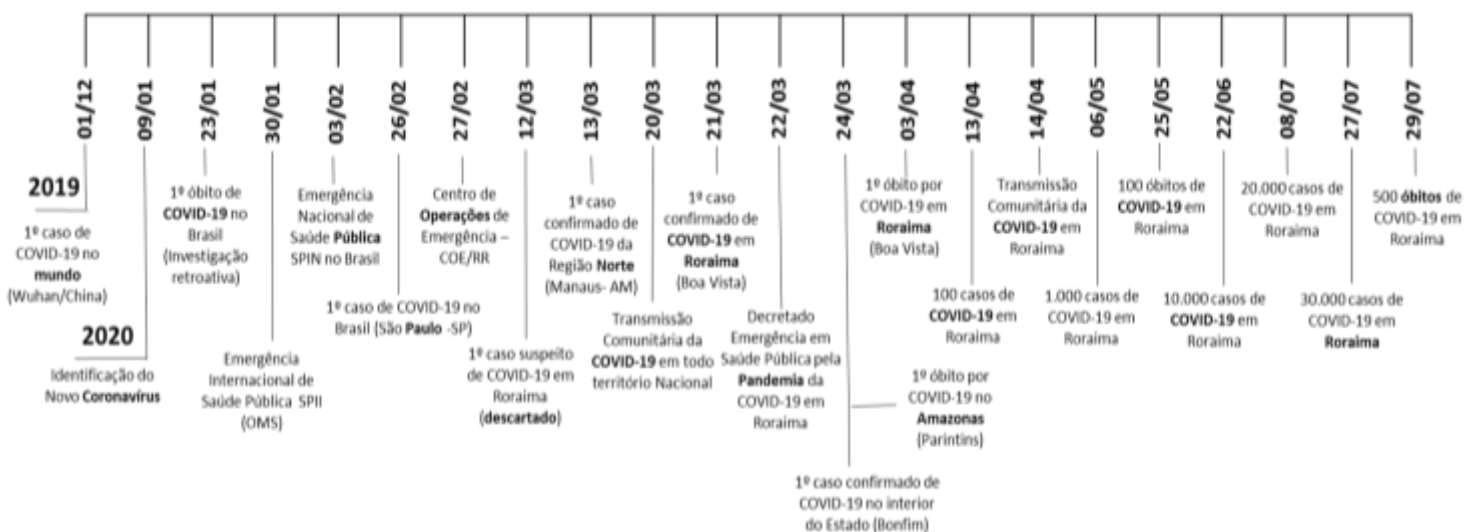 01/12
09/01
23/01
30/01
03/02
26/02
27/02
12/03
13/03
20/03
21/03
22/03
24/03
03/04
13/04
14/04
06/05
25/05
22/06
08/07
27/07
29/07
2019
1º caso de
COVID-19 no
mundo
(Wuhan/China)
2020
Identificação do
Novo Coronavírus
1º óbito de
COVID-19 no
Brasil
(Investigação
retroativa)
Emergência
Internacional de
Saúde Pública SPII
(OMS)
Emergência
Nacional de
Saúde Pública
SPIN no Brasil
1º caso de COVID-19 no
Brasil (São Paulo -SP)
Centro de
Operações de
Emergência –
COE/RR
1º caso suspeito
de COVID-19 em
Roraima
(descartado)
1º caso
confirmado de
COVID-19 da
Região Norte
(Manaus- AM)
Transmissão
Comunitária da
COVID-19 em todo
território Nacional
1º caso
confirmado de
COVID-19 em
Roraima
(Boa Vista)
Decretado
Emergência em
Saúde Pública pela
Pandemia da
COVID-19 em
Roraima
1º caso confirmado de
COVID-19 no interior
do Estado (Bonfim)
1º óbito por
COVID-19 no
Amazonas
(Parintins)
1º óbito por
COVID-19 em
Roraima
(Boa Vista)
100 casos de
COVID-19 em
Roraima
Transmissão
Comunitária da
COVID-19 em
Roraima
1.000 casos de
COVID-19 em
Roraima
100 óbitos de
COVID-19 em
Roraima
10.000 casos de
COVID-19 em
Roraima
20.000 casos de
COVID-19 em
Roraima
30.000 casos de
COVID-19 em
Roraima
500 óbitos de
COVID-19 em
Roraima